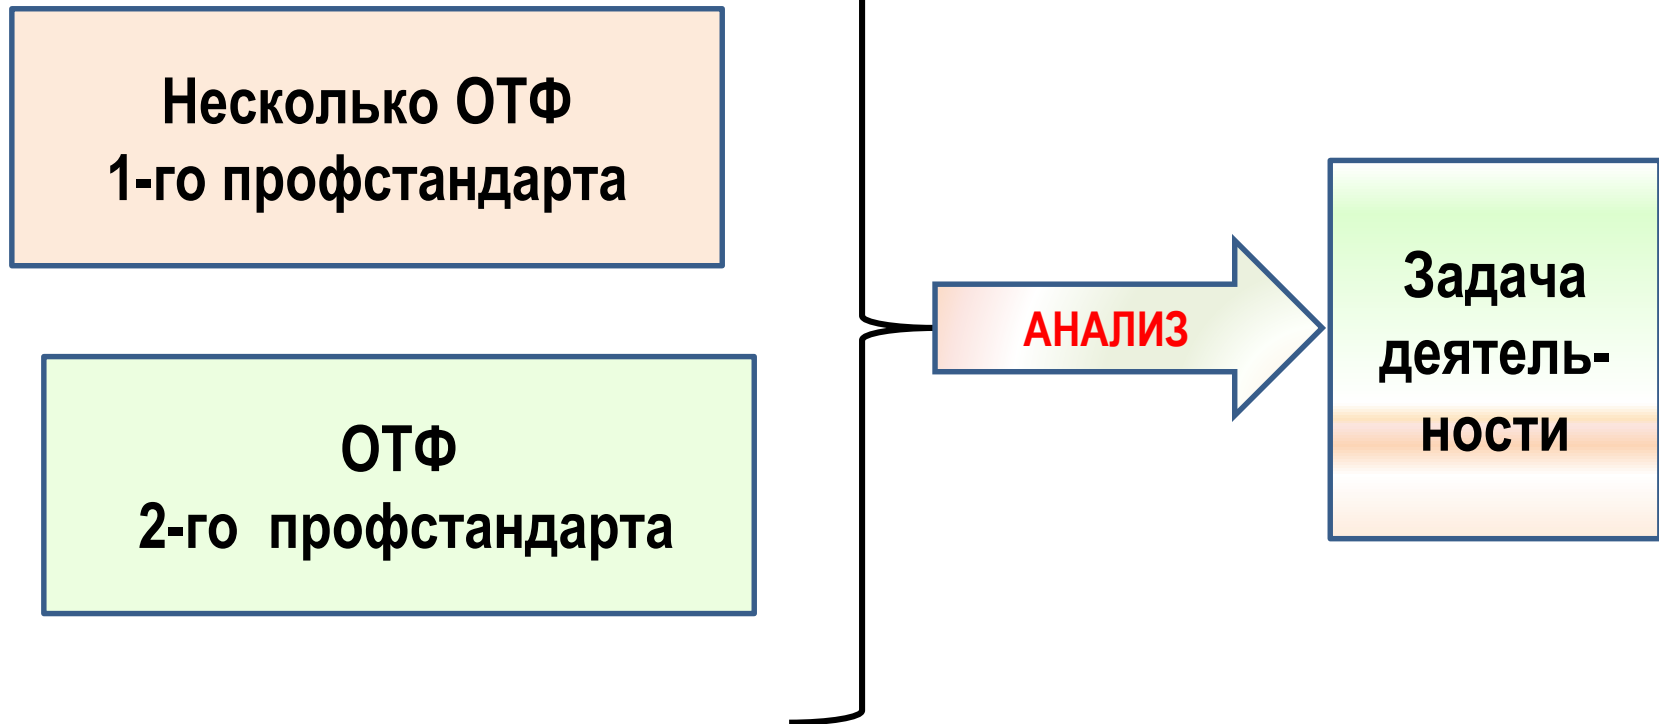 Несколько ОТФ
1-го профстандарта
ОТФ
2-го профстандарта
АНАЛИЗ
Задача
деятель-
ности